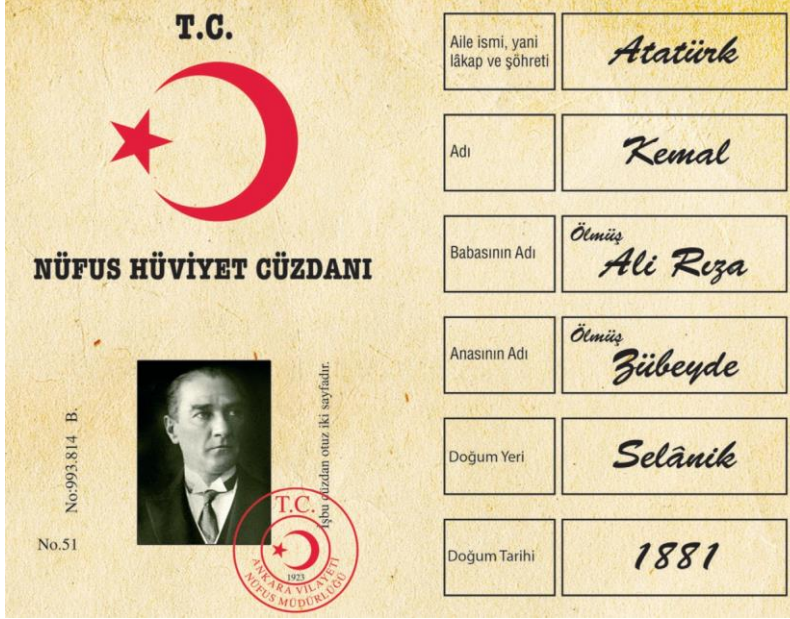 T.C.
NÜFUS HÜVİYET CÜZDANI
No:993.814 B.
No.51
İşbu cüzdan otuz iki sayfadır.
T.C.
1923
ANKARA VİLAYETİ
NÜFUS MÜDÜRLÜĞÜ
Aile ismi, yani
lâkap ve şöhreti
Atatürk
Adı
Kemal
Babasının Adı
Ölmüş
Ali Rıza
Anasının Adı
Ölmüş
Zübeyde
Doğum Yeri
Selânik
Doğum Tarihi
1881